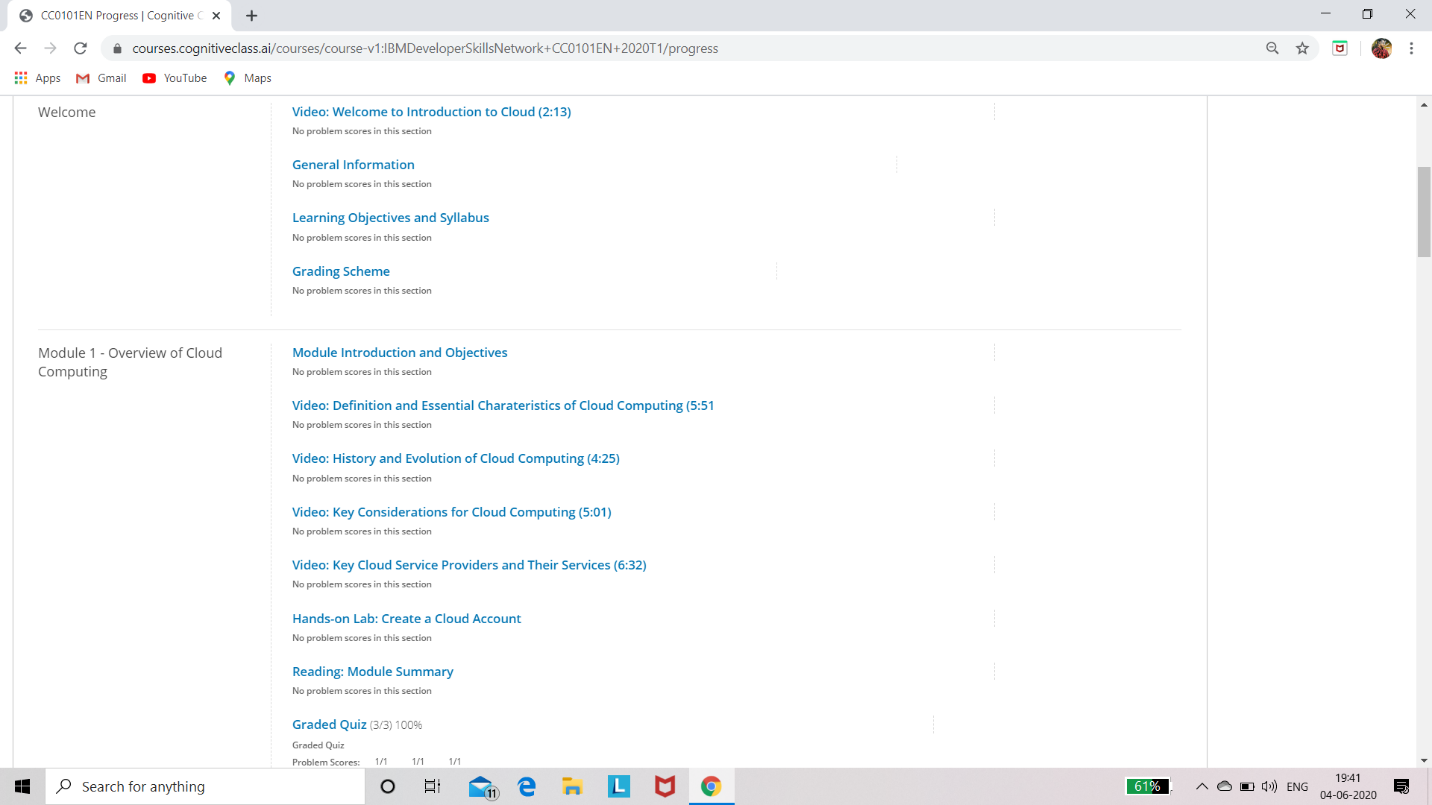 CC0101EN Progress | Cognitive C
courses.cognitiveclass.ai/courses/course-v1:IBMDeveloperSkillsNetwork+CC0101EN+2020T1/progress
Apps Gmail YouTube Maps
Welcome
Video: Welcome to Introduction to Cloud (2:13)
No problem scores in this section
General Information
No problem scores in this section
Learning Objectives and Syllabus
No problem scores in this section
Grading Scheme
No problem scores in this section
Module 1 - Overview of Cloud
Computing
Module Introduction and Objectives
No problem scores in this section
Video: Definition and Essential Charateristics of Cloud Computing (5:51
No problem scores in this section
Video: History and Evolution of Cloud Computing (4:25)
No problem scores in this section
Video: Key Considerations for Cloud Computing (5:01)
No problem scores in this section
Video: Key Cloud Service Providers and Their Services (6:32)
No problem scores in this section
Hands-on Lab: Create a Cloud Account
No problem scores in this section
Reading: Module Summary
No problem scores in this section
Graded Quiz (3/3) 100%
Graded Quiz
Problem Scores: 1/1 1/1 1/1
Search for anything
11
L
61%
ENG
19:41
04-06-2020